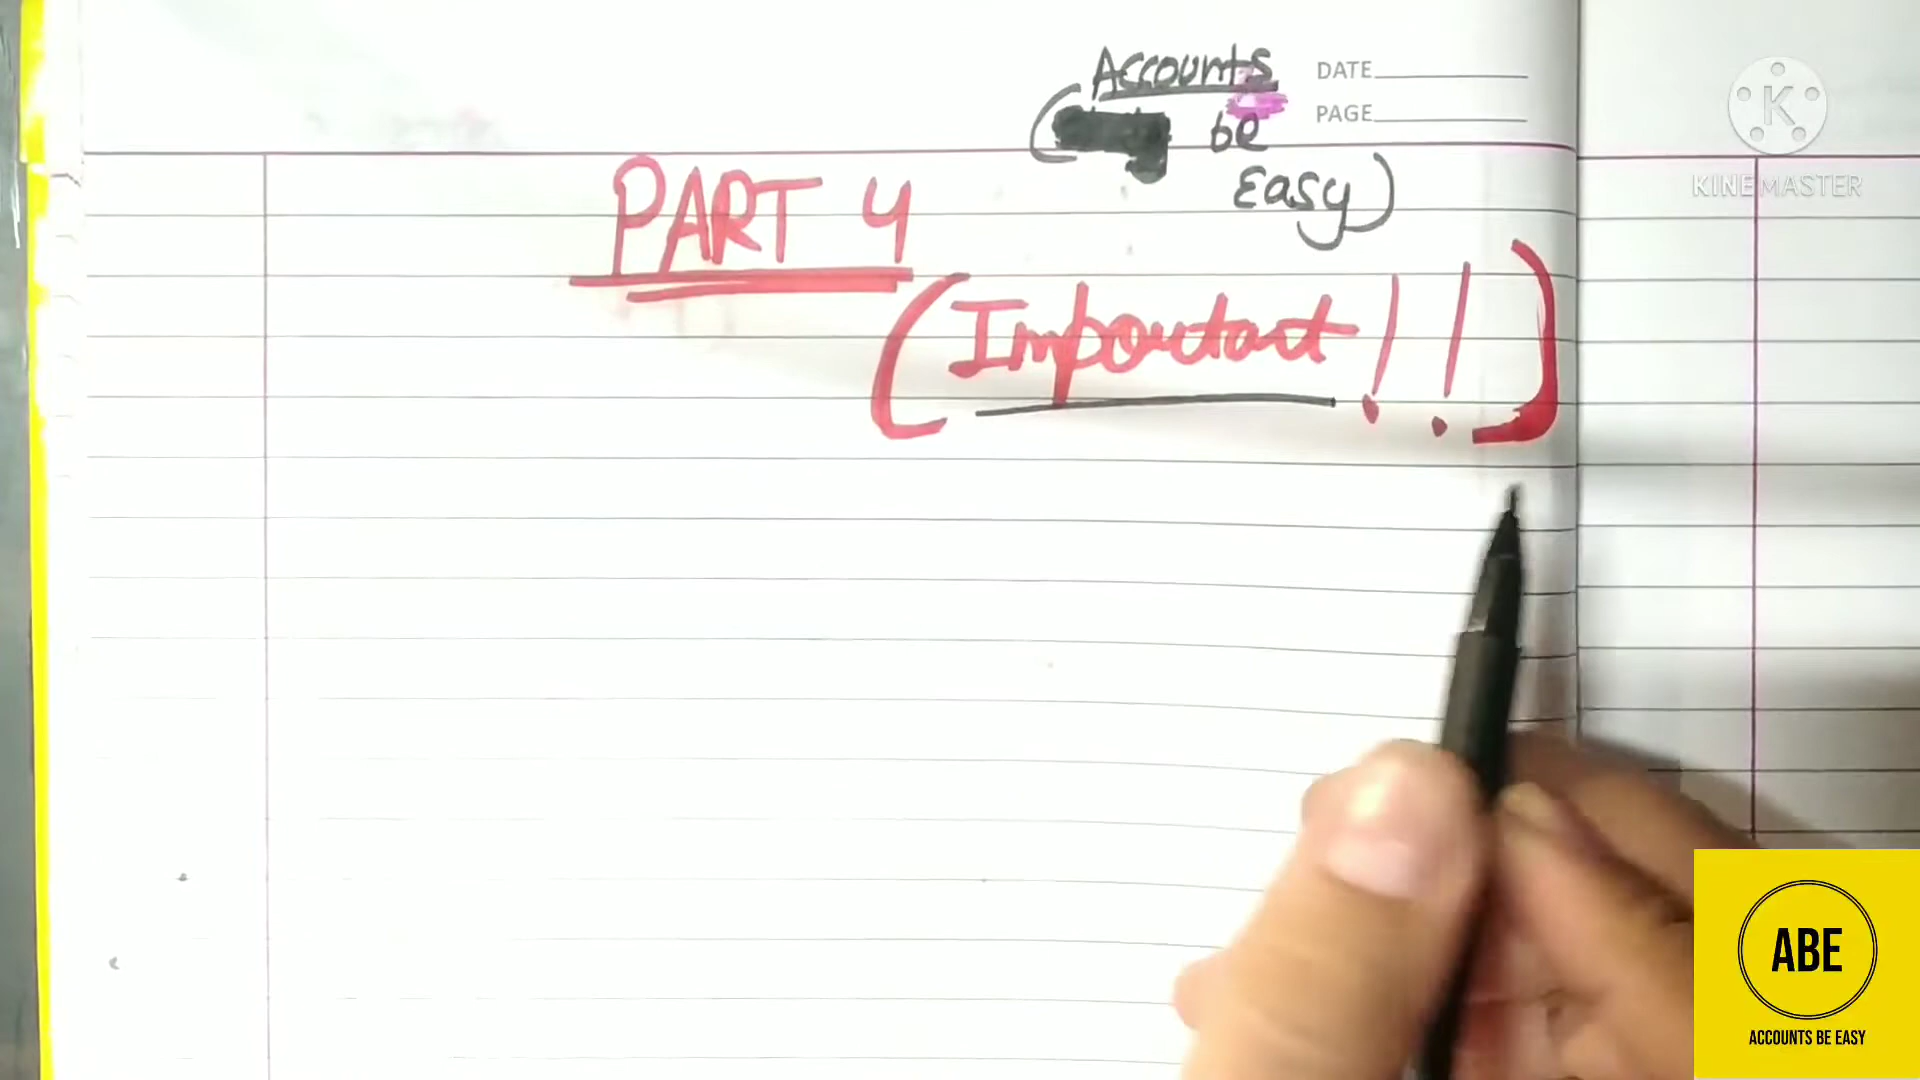 Accounts
( be
Easy)
DATE
PAGE
PART 4
(Important!!)
K
KINEMASTER
ABE
ACCOUNTS BE EASY